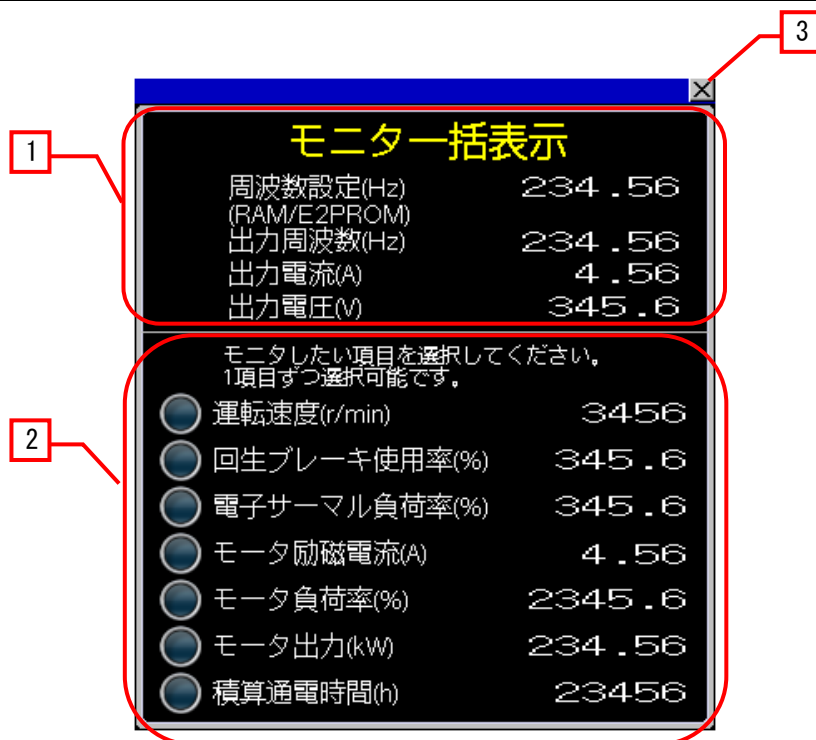 3
1
モニター括表示
周波数設定(Hz) 234.56
(RAM/E2PROM)
出力周波数(Hz) 234.56
出力電流(A) 4.56
出力電圧(V) 345.6
モニタしたい項目を選択してください。
1項目ずつ選択可能です。
2
運転速度(r/min) 3456
回生ブレーキ使用率(%) 345.6
電子サーマル負荷率(%) 345.6
モータ励磁電流(A) 4.56
モータ負荷率(%) 2345.6
モータ出力(kW) 234.56
積算通電時間(h) 23456